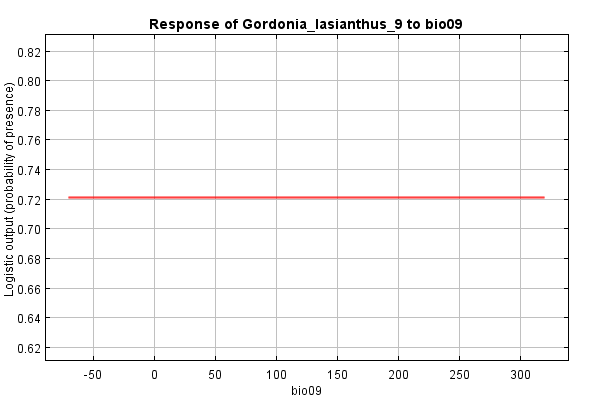 Response of Gordonia_lasianthus_9 to bio09
Logistic output (probability of presence)
0.82
0.80
0.78
0.76
0.74
0.72
0.70
0.68
0.66
0.64
0.62
-50 0 50 100 150 200 250 300
bio09